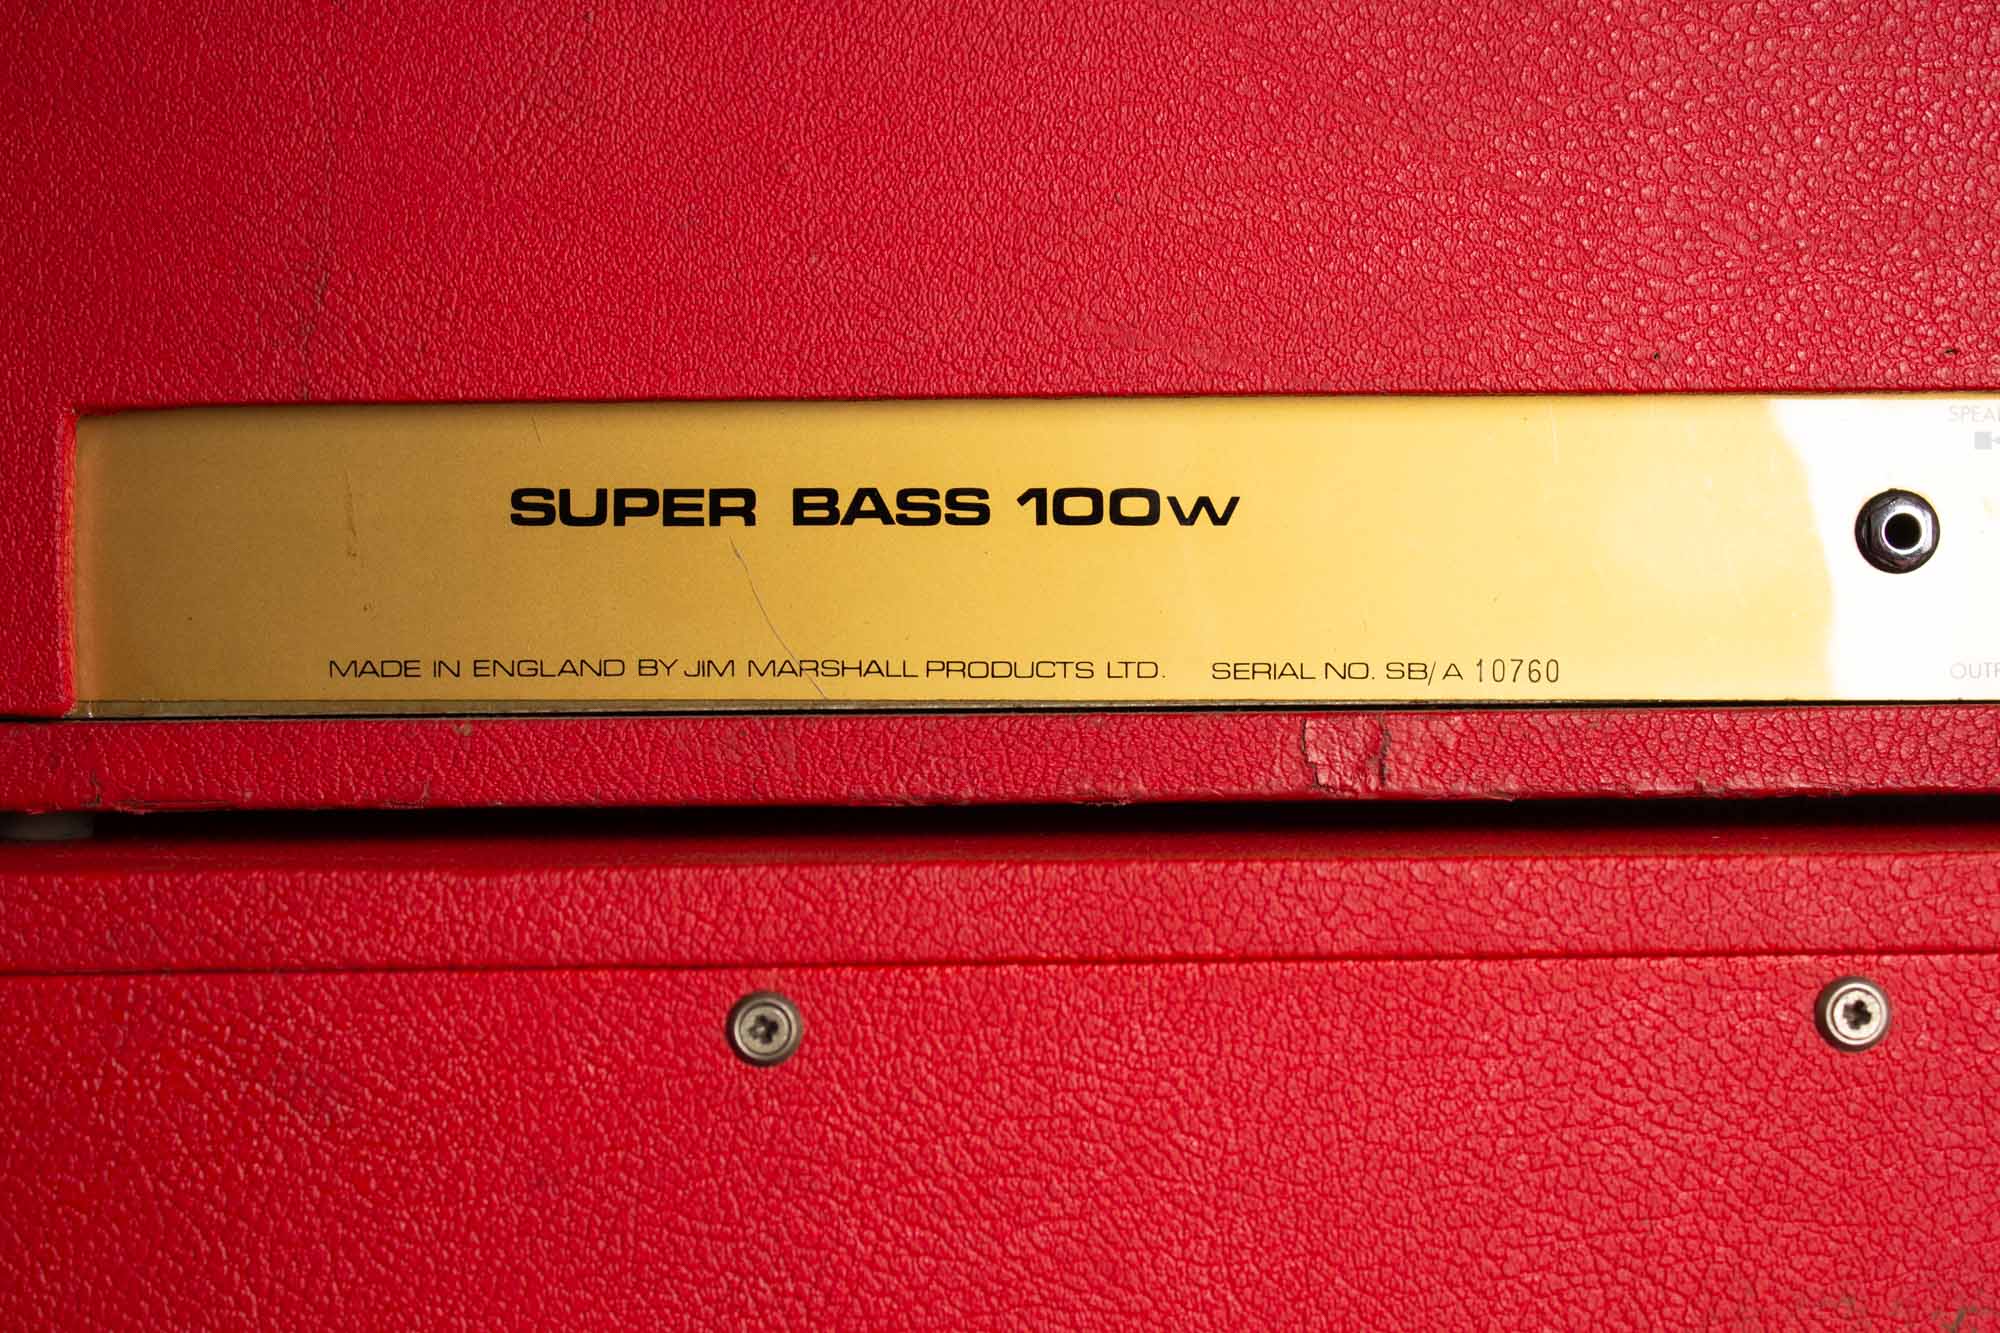 SUPER BASS 100w
MADE IN ENGLAND BY JIM MARSHALL PRODUCTS LTD. SERIAL NO. SB/A 10760